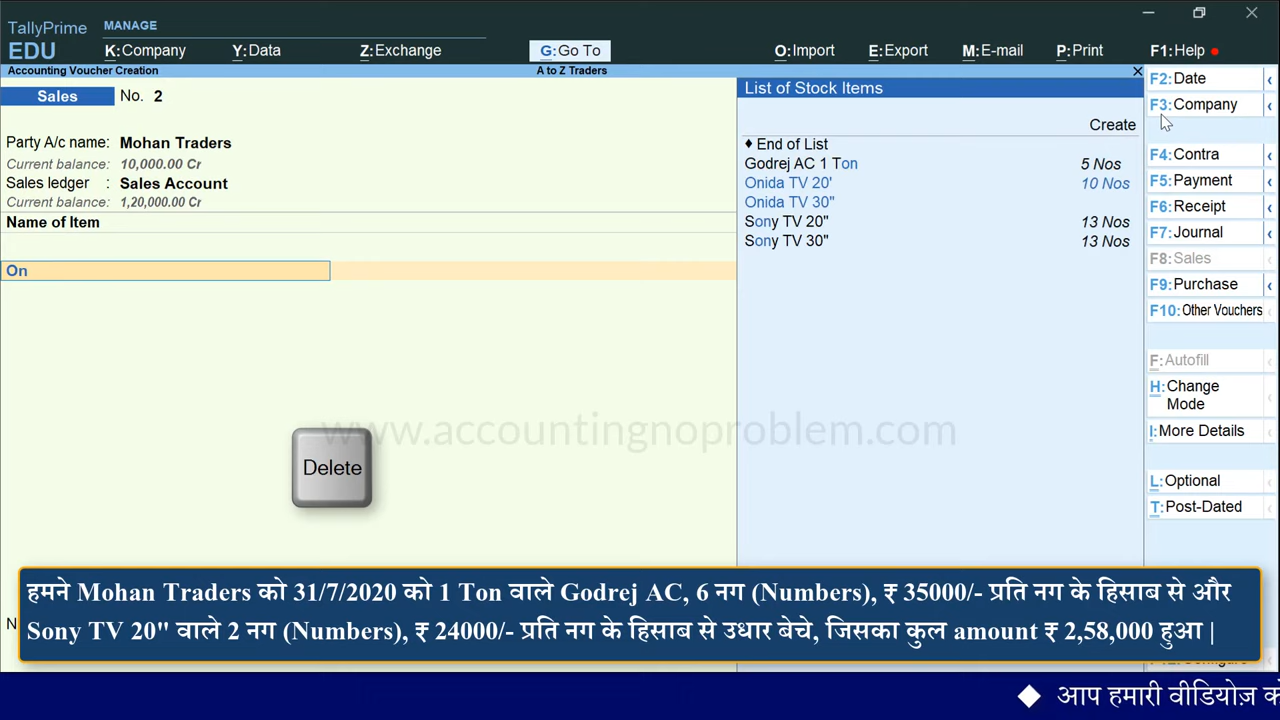 TallyPrime
MANAGE
EDU
K:Company
Y:Data
Z:Exchange
G:Go To
O:Import
E:Export
M:E-mail
P:Print
F1:Help
Accounting Voucher Creation
A to Z Traders
Sales No. 2
Party A/c name: Mohan Traders
Current balance: 10,000.00 Cr
Sales ledger : Sales Account
Current balance: 1,20,000.00 Cr
Name of Item
On
List of Stock Items
Create
♦ End of List
Godrej AC 1 Ton 5 Nos
Onida TV 20' 10 Nos
Onida TV 30"
Sony TV 20" 13 Nos
Sony TV 30" 13 Nos
F2:Date
F3:Company
F4:Contra
F5:Payment
F6:Receipt
F7:Journal
F8:Sales
F9:Purchase
F10:Other Vouchers
F:Autofill
H:Change
Mode
I:More Details
L:Optional
T:Post-Dated
www.accountingnoproblem.com
Delete
हमने Mohan Traders को 31/7/2020 को 1 Ton वाले Godrej AC, 6 नग (Numbers), ₹ 35000/- प्रति नग के हिसाब से और
Sony TV 20" वाले 2 नग (Numbers), ₹ 24000/- प्रति नग के हिसाब से उधार बेचे, जिसका कुल amount ₹ 2,58,000 हुआ |
N
◆ आप हमारी वीडियोज़ को